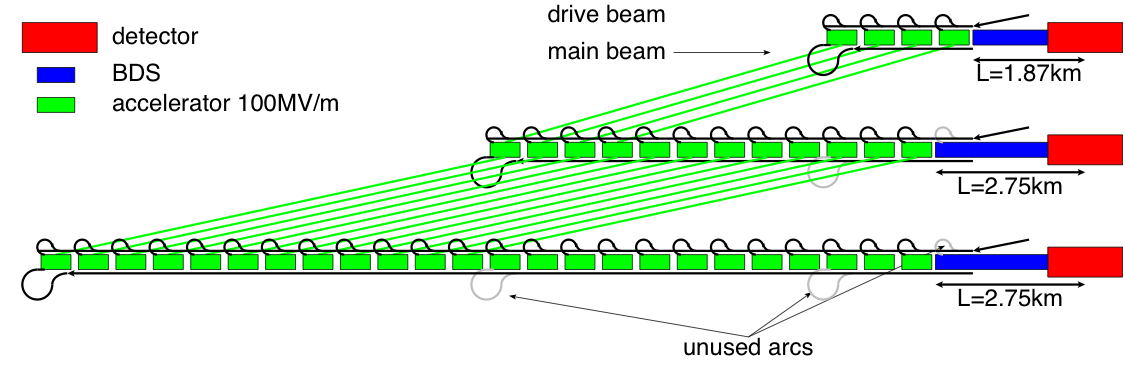 detector
BDS
accelerator 100MV/m
drive beam
main beam
L=1.87km
L=2.75km
L=2.75km
unused arcs